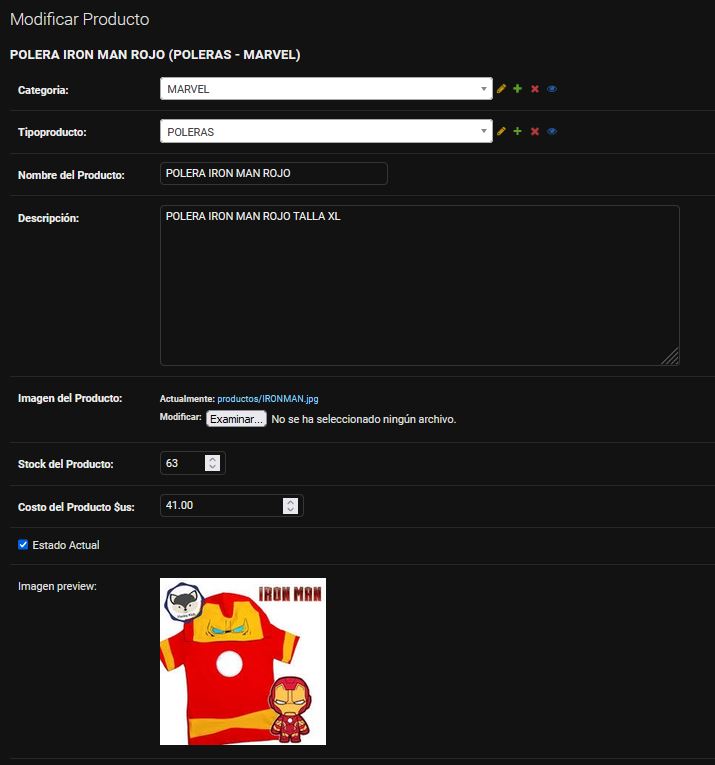 Modificar Producto
POLERA IRON MAN ROJO (POLERAS - MARVEL)
Categoria: MARVEL
Tipoproducto: POLERAS
Nombre del Producto: POLERA IRON MAN ROJO
Descripción: POLERA IRON MAN ROJO TALLA XL
Imagen del Producto: Actualmente: productos/IRONMAN.jpg
Modificar: Examinar... No se ha seleccionado ningún archivo.
Stock del Producto: 63
Costo del Producto $us: 41.00
Estado Actual
Imagen preview:
IRON MAN